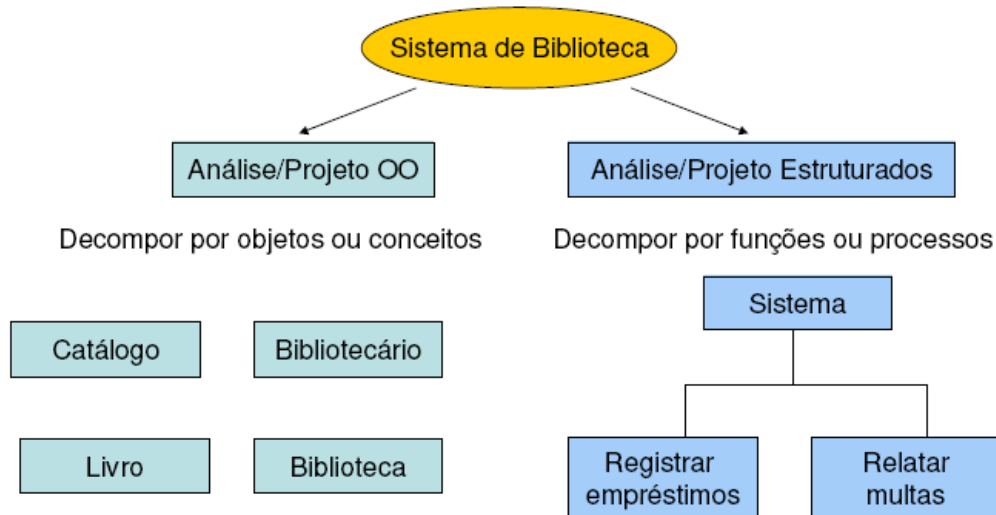 Sistema de Biblioteca
Análise/Projeto OO
Análise/Projeto Estruturados
Decompor por objetos ou conceitos
Decompor por funções ou processos
Sistema
Catálogo
Bibliotecário
Livro
Biblioteca
Registrar
empréstimos
Relatar
multas